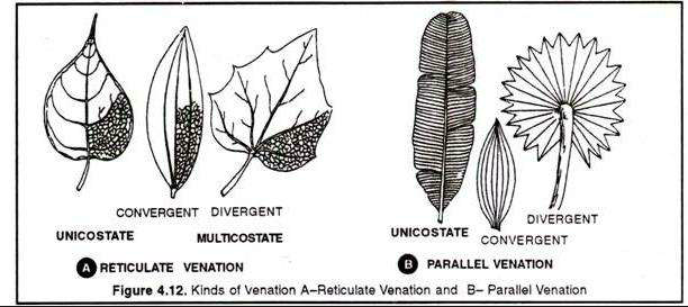 CONVERGENT DIVERGENT
UNICOSTATE MULTICOSTATE
A RETICULATE VENATION
UNICOSTATE
DIVERGENT
CONVERGENT
B PARALLEL VENATION
Figure 4.12. Kinds of Venation A–Reticulate Venation and B– Parallel Venation